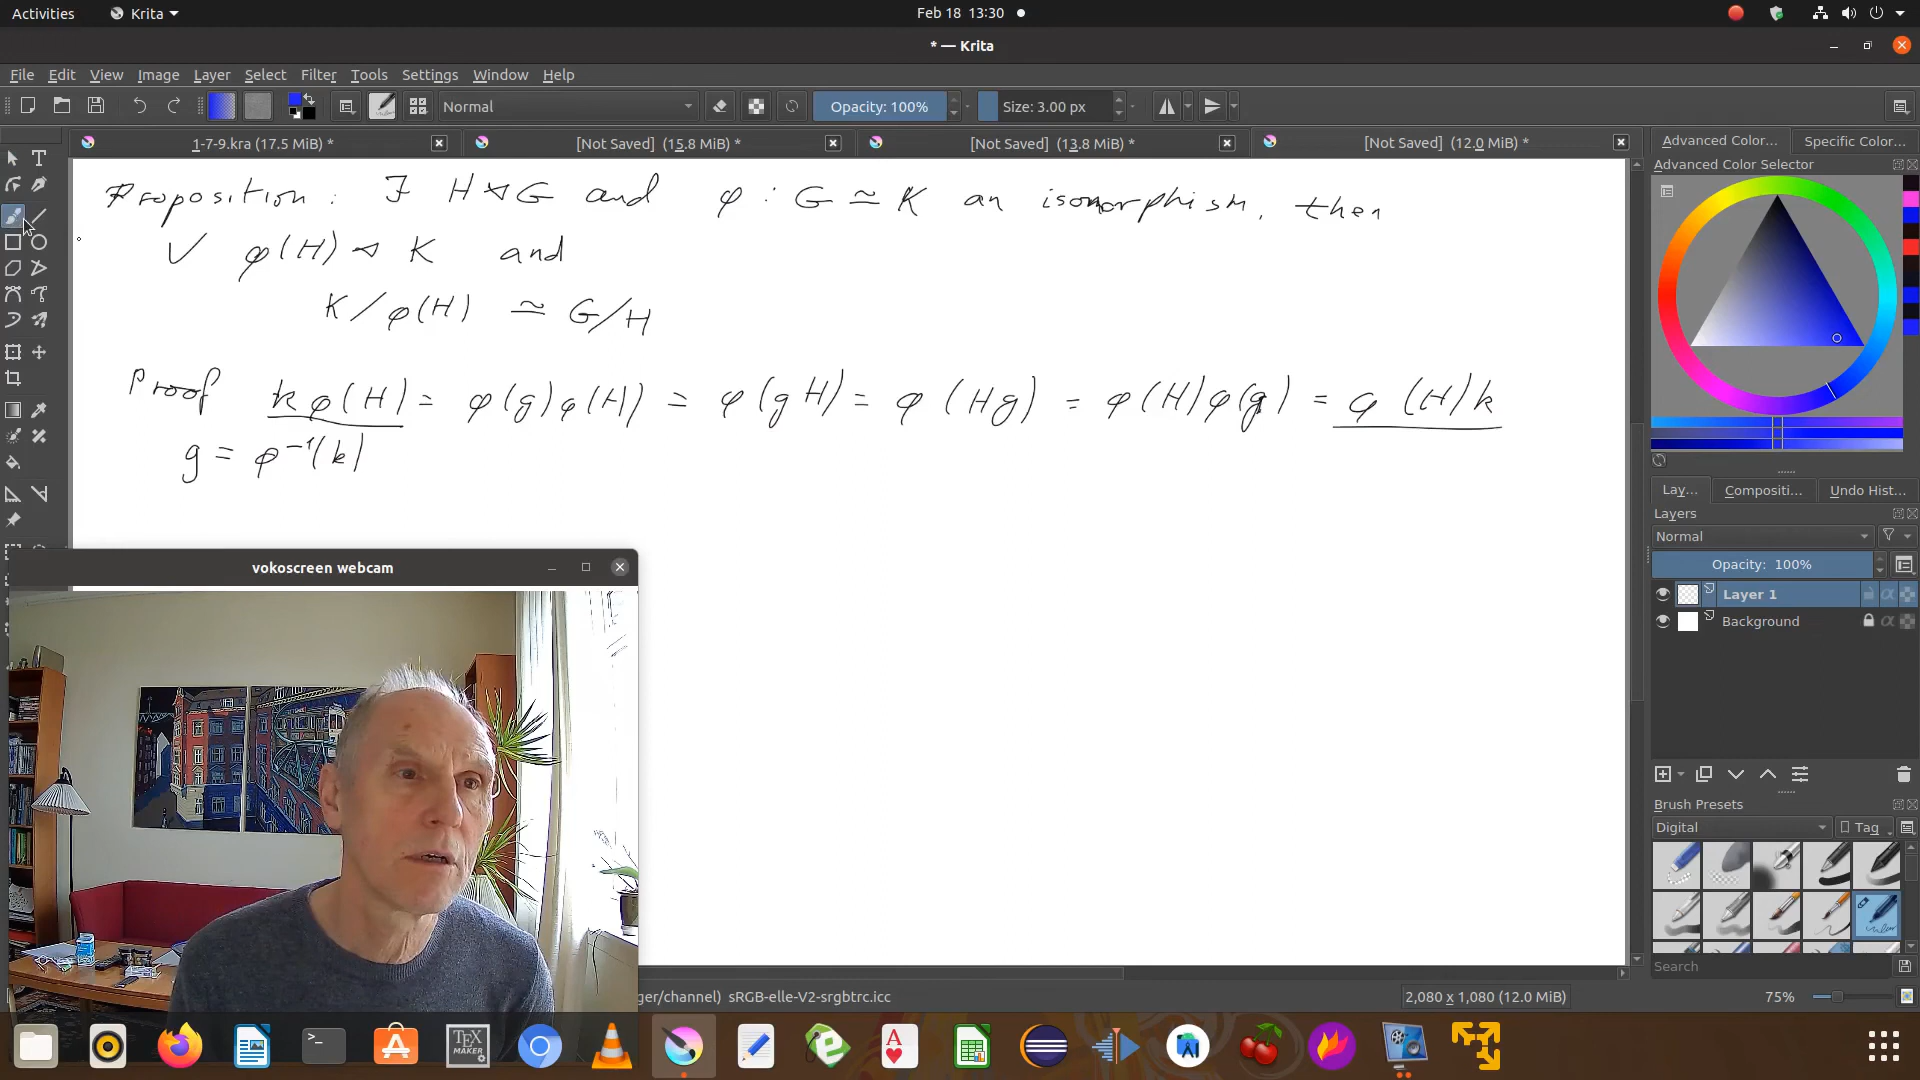 Activities Krita Feb 18 13:30
* — Krita
File Edit View Image Layer Select Filter Tools Settings Window Help
Normal Opacity: 100% Size: 3.00 px
1-7-9.kra (17.5 MiB) * [Not Saved] (15.8 MiB) * [Not Saved] (13.8 MiB) * [Not Saved] (12.0 MiB) *
Advanced Color... Specific Color...
Advanced Color Selector
Proposition : If H ⊲ G and φ : G ≃ K an isomorphism, then
✓ φ(H) ⊲ K and
K/φ(H) ≃ G/H
Proof kφ(H) = φ(g)φ(H) = φ(gH) = φ(Hg) = φ(H)φ(g) = φ(H)k
g = φ⁻¹(k)
Lay... Compositi... Undo Hist...
Layers
Normal
Opacity: 100%
Layer 1
Background
Brush Presets
Digital Tag
Search
vokoscreen webcam
ger/channel) sRGB-elle-V2-srgbtrc.icc 2,080 x 1,080 (12.0 MiB) 75%
TEX MAKER